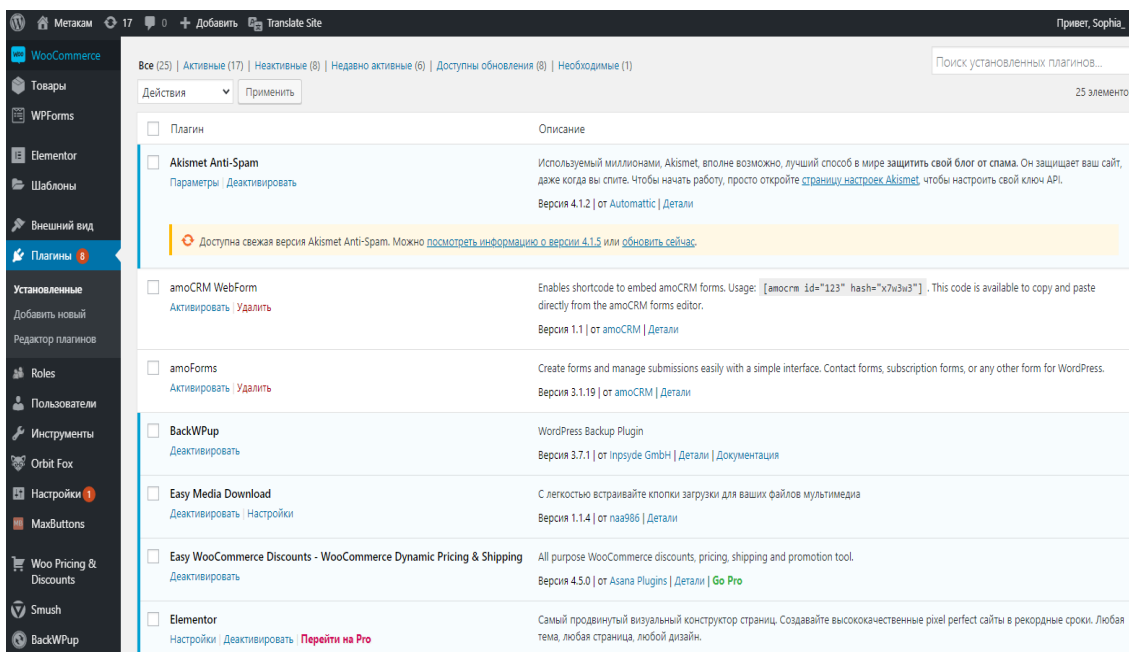 Метакам 17 0 + Добавить Translate Site
Привет, Sophia_
WooCommerce
Товары
WPForms
Elementor
Шаблоны
Внешний вид
Плагины 8
Установленные
Добавить новый
Редактор плагинов
Roles
Пользователи
Инструменты
Orbit Fox
Настройки 1
MaxButtons
Woo Pricing &
Discounts
Smush
BackWPup
Все (25) | Активные (17) | Неактивные (8) | Недавно активные (6) | Доступны обновления (8) | Необходимые (1)
Поиск установленных плагинов...
Действия
Применить
25 элементо
Плагин
Описание
Akismet Anti-Spam
Параметры | Деактивировать
Используемый миллионами, Akismet, вполне возможно, лучший способ в мире защитить свой блог от спама. Он защищает ваш сайт,
даже когда вы спите. Чтобы начать работу, просто откройте страницу настроек Akismet, чтобы настроить свой ключ API.
Версия 4.1.2 | от Automattic | Детали
Доступна свежая версия Akismet Anti-Spam. Можно посмотреть информацию о версии 4.1.5 или обновить сейчас.
amoCRM WebForm
Активировать | Удалить
Enables shortcode to embed amoCRM forms. Usage: [amocrm id="123" hash="x7w3w3"] . This code is available to copy and paste
directly from the amoCRM forms editor.
Версия 1.1 | от amoCRM | Детали
amoForms
Активировать | Удалить
Create forms and manage submissions easily with a simple interface. Contact forms, subscription forms, or any other form for WordPress.
Версия 3.1.19 | от amoCRM | Детали
BackWPup
Деактивировать
WordPress Backup Plugin
Версия 3.7.1 | от Inpsyde GmbH | Детали | Документация
Easy Media Download
Деактивировать | Настройки
С легкостью встраивайте кпопки загрузки для ваших файлов мультимедиа
Версия 1.1.4 | от naa986 | Детали
Easy WooCommerce Discounts - WooCommerce Dynamic Pricing & Shipping
Деактивировать
All purpose WooCommerce discounts, pricing, shipping and promotion tool.
Версия 4.5.0 | от Asana Plugins | Детали | Go Pro
Elementor
Настройки | Деактивировать | Перейти на Pro
Самый продвинутый визуальный конструктор страниц. Создавайте высококачественные pixel perfect сайты в рекордные сроки. Любая
тема, любая страница, любой дизайн.